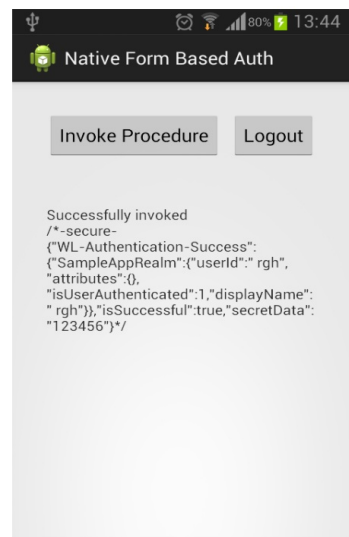 80% 13:44
Native Form Based Auth
Invoke Procedure Logout
Successfully invoked
/*-secure-
{"WL-Authentication-Success":
{"SampleAppRealm":{"userId":" rgh",
"attributes":{},
"isUserAuthenticated":1,"displayName":
" rgh"}},"isSuccessful":true,"secretData":
"123456"}*/